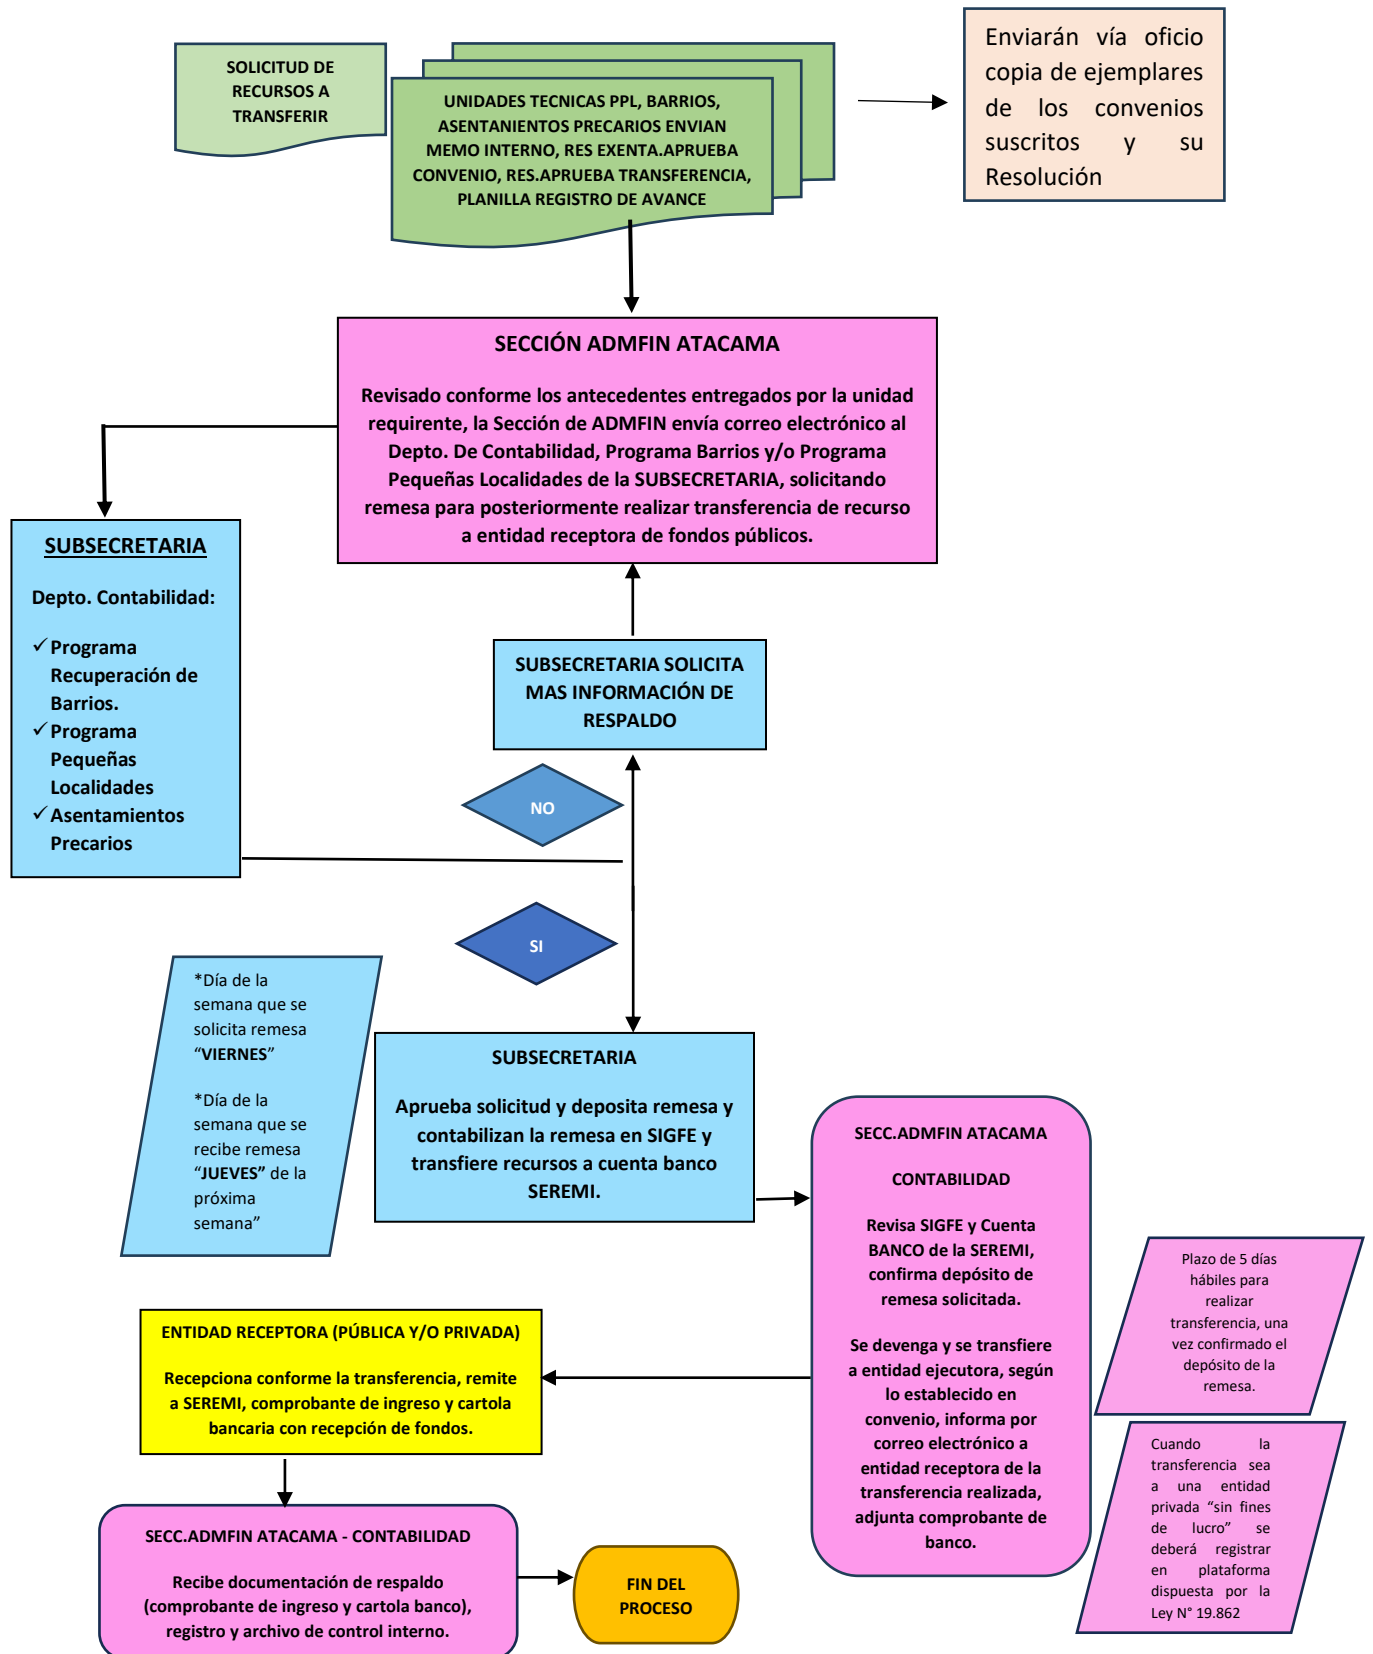 SOLICITUD DE
RECURSOS A
TRANSFERIR
UNIDADES TECNICAS PPL, BARRIOS,
ASENTANIENTOS PRECARIOS ENVIAN
MEMO INTERNO, RES EXENTA.APRUEBA
CONVENIO, RES.APRUEBA TRANSFERENCIA,
PLANILLA REGISTRO DE AVANCE
Enviarán vía oficio
copia de ejemplares
de los convenios
suscritos y su
Resolución
SECCIÓN ADMFIN ATACAMA
Revisado conforme los antecedentes entregados por la unidad
requirente, la Sección de ADMFIN envía correo electrónico al
Depto. De Contabilidad, Programa Barrios y/o Programa
Pequeñas Localidades de la SUBSECRETARIA, solicitando
remesa para posteriormente realizar transferencia de recurso
a entidad receptora de fondos públicos.
SUBSECRETARIA
Depto. Contabilidad:
✓ Programa
Recuperación de
Barrios.
✓ Programa
Pequeñas
Localidades
✓ Asentamientos
Precarios
SUBSECRETARIA SOLICITA
MAS INFORMACIÓN DE
RESPALDO
NO
SI
*Día de la
semana que se
solicita remesa
“VIERNES”
*Día de la
semana que se
recibe remesa
“JUEVES” de la
próxima
semana”
SUBSECRETARIA
Aprueba solicitud y deposita remesa y
contabilizan la remesa en SIGFE y
transfiere recursos a cuenta banco
SEREMI.
SECC.ADMFIN ATACAMA
CONTABILIDAD
Revisa SIGFE y Cuenta
BANCO de la SEREMI,
confirma depósito de
remesa solicitada.
Se devenga y se transfiere
a entidad ejecutora, según
lo establecido en
convenio, informa por
correo electrónico a
entidad receptora de la
transferencia realizada,
adjunta comprobante de
banco.
Plazo de 5 días
hábiles para
realizar
transferencia, una
vez confirmado el
depósito de la
remesa.
Cuando la
transferencia sea
a una entidad
privada “sin fines
de lucro” se
deberá registrar
en plataforma
dispuesta por la
Ley N° 19.862
ENTIDAD RECEPTORA (PÚBLICA Y/O PRIVADA)
Recepciona conforme la transferencia, remite
a SEREMI, comprobante de ingreso y cartola
bancaria con recepción de fondos.
SECC.ADMFIN ATACAMA - CONTABILIDAD
Recibe documentación de respaldo
(comprobante de ingreso y cartola banco),
registro y archivo de control interno.
FIN DEL
PROCESO